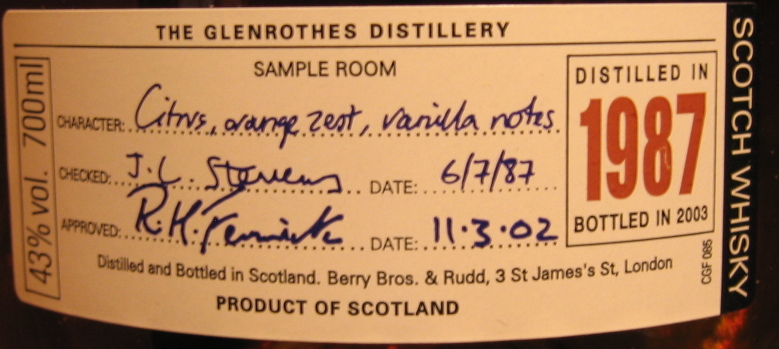 THE GLENROTHES DISTILLERY
SAMPLE ROOM
CHARACTER: Citrus, orange zest, vanilla notes
CHECKED: J.L. Stevens DATE: 6/7/87
APPROVED: R.H. Fenwick DATE: 11.3.02
Distilled and Bottled in Scotland. Berry Bros. & Rudd, 3 St James's St, London
PRODUCT OF SCOTLAND
43% vol. 700ml
DISTILLED IN
1987
BOTTLED IN 2003
CGF 085
SCOTCH WHISKY